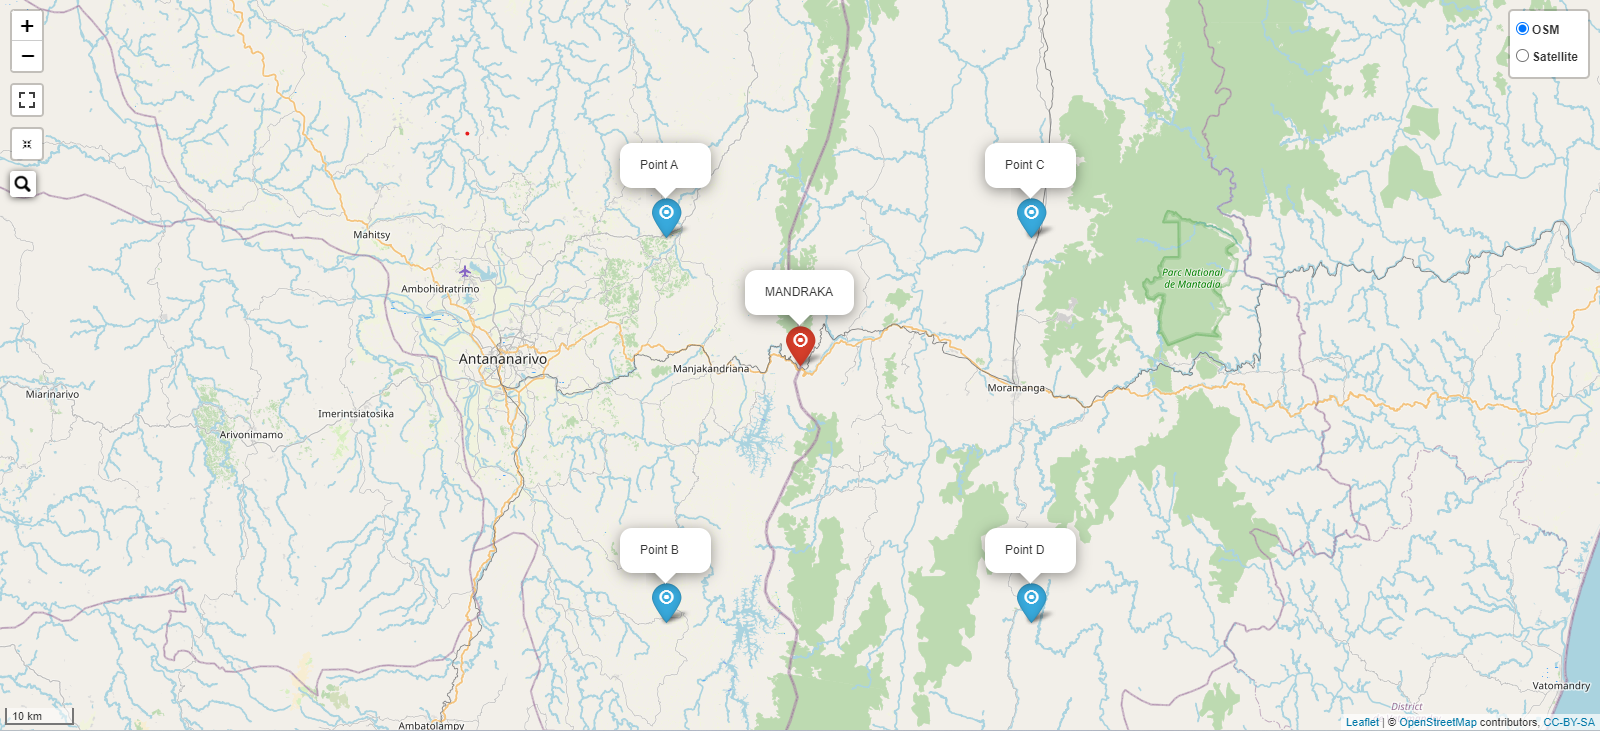 +
OSM
−
Satellite
Point A
Point C
Mahitsy
Parc National
de Mantadia
Ambohidratrimo
MANDRAKA
Antananarivo
Manjakandriana
Moramanga
Miarinarivo
Imerintsiatosika
Arivonimamo
Point B
Point D
Vatomandry
District
10 km
Ambatolampy
Leaflet | © OpenStreetMap contributors, CC-BY-SA